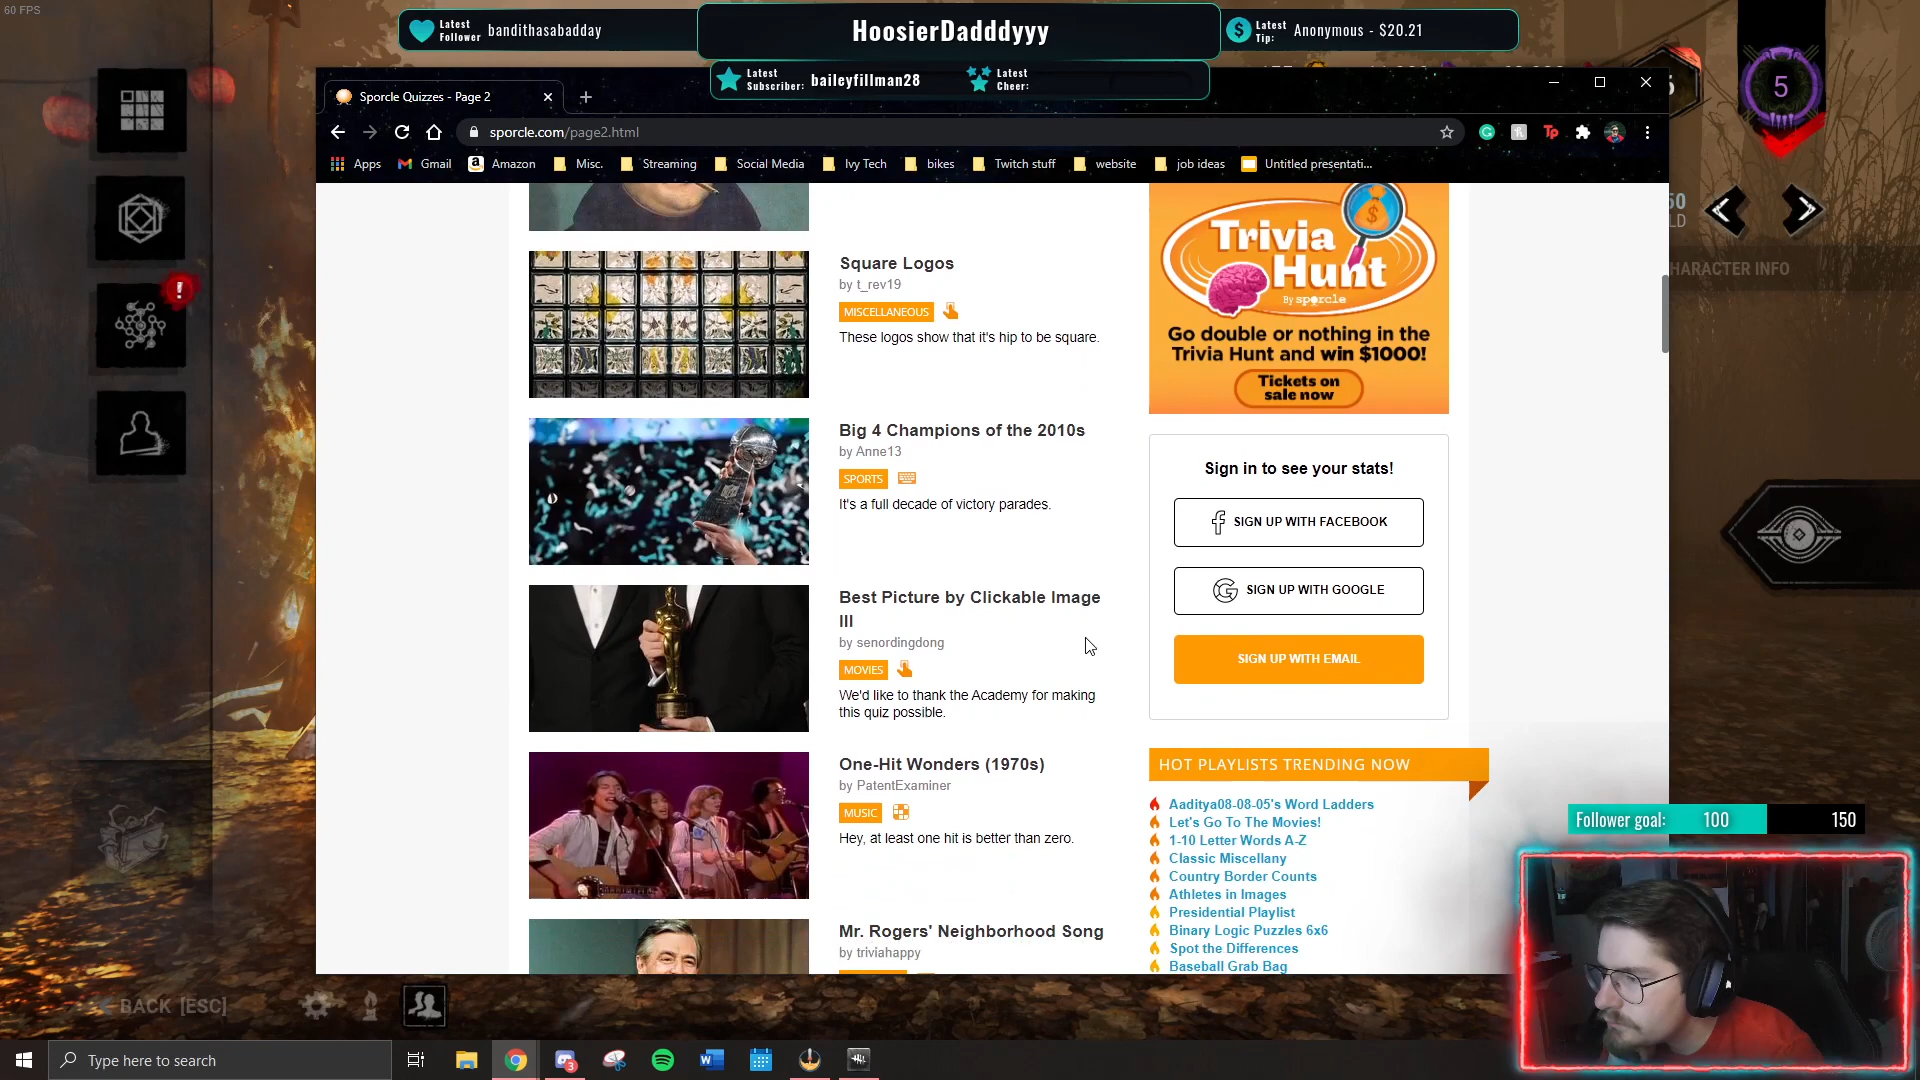 60 FPS
Latest Follower bandithasabadday
HoosierDadddyyy
Latest Tip: Anonymous - $20.21
Latest Subscriber: baileyfillman28
Latest Cheer:
5
Sporcle Quizzes - Page 2
sporcle.com/page2.html
Apps Gmail Amazon Misc. Streaming Social Media Ivy Tech bikes Twitch stuff website job ideas Untitled presentati...
Square Logos
by t_rev19
MISCELLANEOUS
These logos show that it's hip to be square.
Big 4 Champions of the 2010s
by Anne13
SPORTS
It's a full decade of victory parades.
Best Picture by Clickable Image
III
by senordingdong
MOVIES
We'd like to thank the Academy for making
this quiz possible.
One-Hit Wonders (1970s)
by PatentExaminer
MUSIC
Hey, at least one hit is better than zero.
Mr. Rogers' Neighborhood Song
by triviahappy
Trivia
Hunt
By sporcle
Go double or nothing in the
Trivia Hunt and win $1000!
Tickets on
sale now
Sign in to see your stats!
SIGN UP WITH FACEBOOK
SIGN UP WITH GOOGLE
SIGN UP WITH EMAIL
HOT PLAYLISTS TRENDING NOW
Aaditya08-08-05's Word Ladders
Let's Go To The Movies!
1-10 Letter Words A-Z
Classic Miscellany
Country Border Counts
Athletes in Images
Presidential Playlist
Binary Logic Puzzles 6x6
Spot the Differences
Baseball Grab Bag
HARACTER INFO
Follower goal: 100 150
BACK [ESC]
Type here to search
3